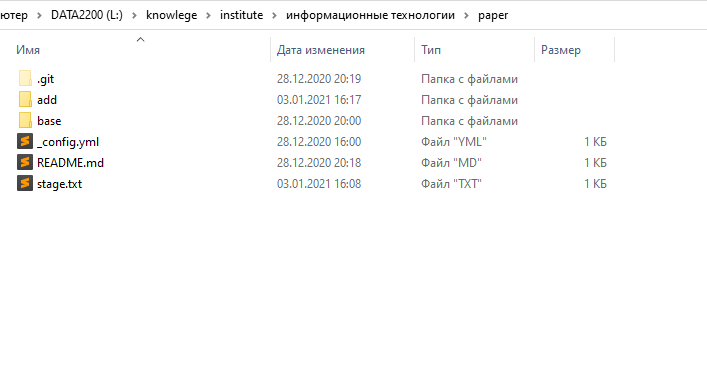 ютер > DATA2200 (L:) > knowlege > institute > информационные технологии > paper
Имя Дата изменения Тип Размер
.git 28.12.2020 20:19 Папка с файлами
add 03.01.2021 16:17 Папка с файлами
base 28.12.2020 20:00 Папка с файлами
_config.yml 28.12.2020 16:00 Файл "YML" 1 КБ
README.md 28.12.2020 20:18 Файл "MD" 1 КБ
stage.txt 03.01.2021 16:08 Файл "TXT" 1 КБ